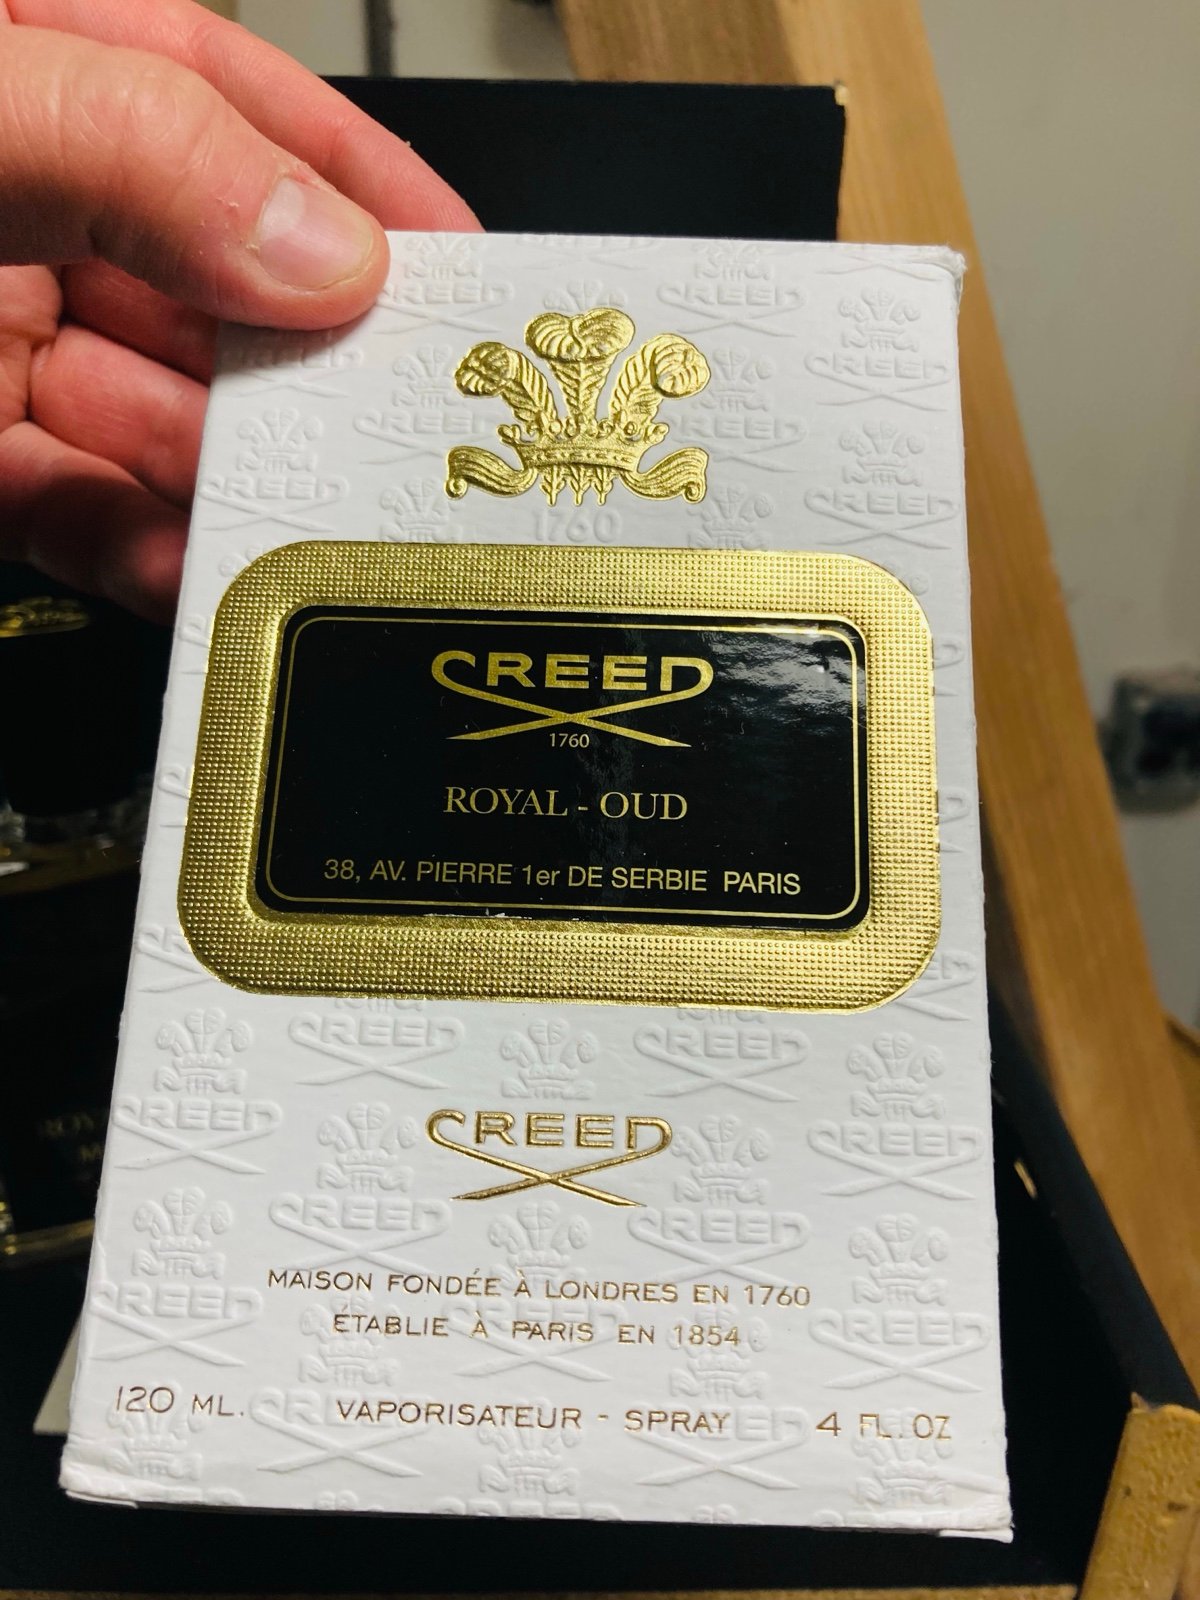 1760
CREED
1760
ROYAL - OUD
38, AV. PIERRE 1er DE SERBIE PARIS
CREED
MAISON FONDÉE À LONDRES EN 1760
ÉTABLIE À PARIS EN 1854
120 ML. VAPORISATEUR - SPRAY 4 FL. OZ